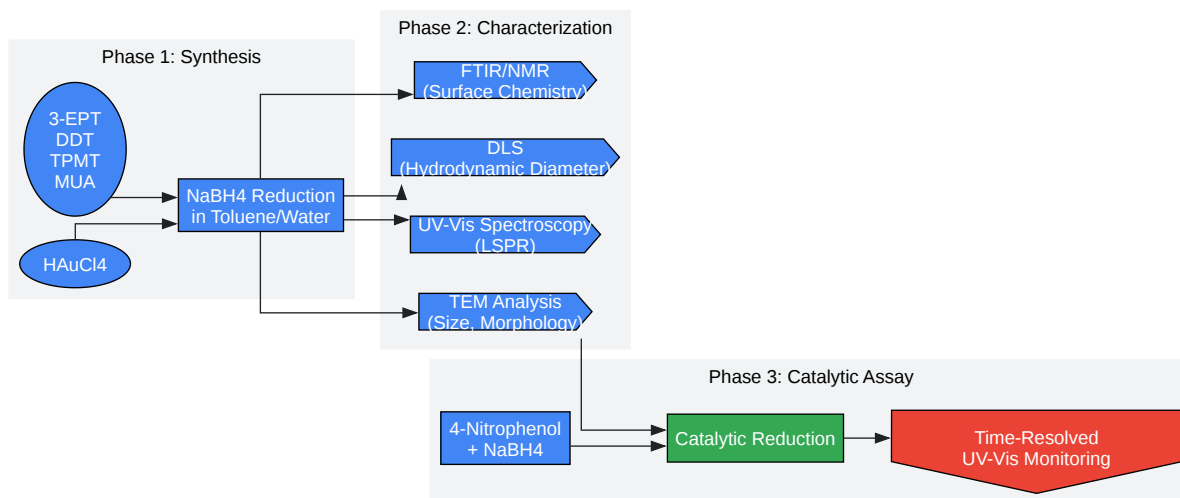 Phase 1: Synthesis
3-EPT
DDT
TPMT
MUA
HAuCl4
NaBH4 Reduction
in Toluene/Water
Phase 2: Characterization
FTIR/NMR
(Surface Chemistry)
DLS
(Hydrodynamic Diameter)
UV-Vis Spectroscopy
(LSPR)
TEM Analysis
(Size, Morphology)
Phase 3: Catalytic Assay
4-Nitrophenol
+ NaBH4
Catalytic Reduction
Time-Resolved
UV-Vis Monitoring